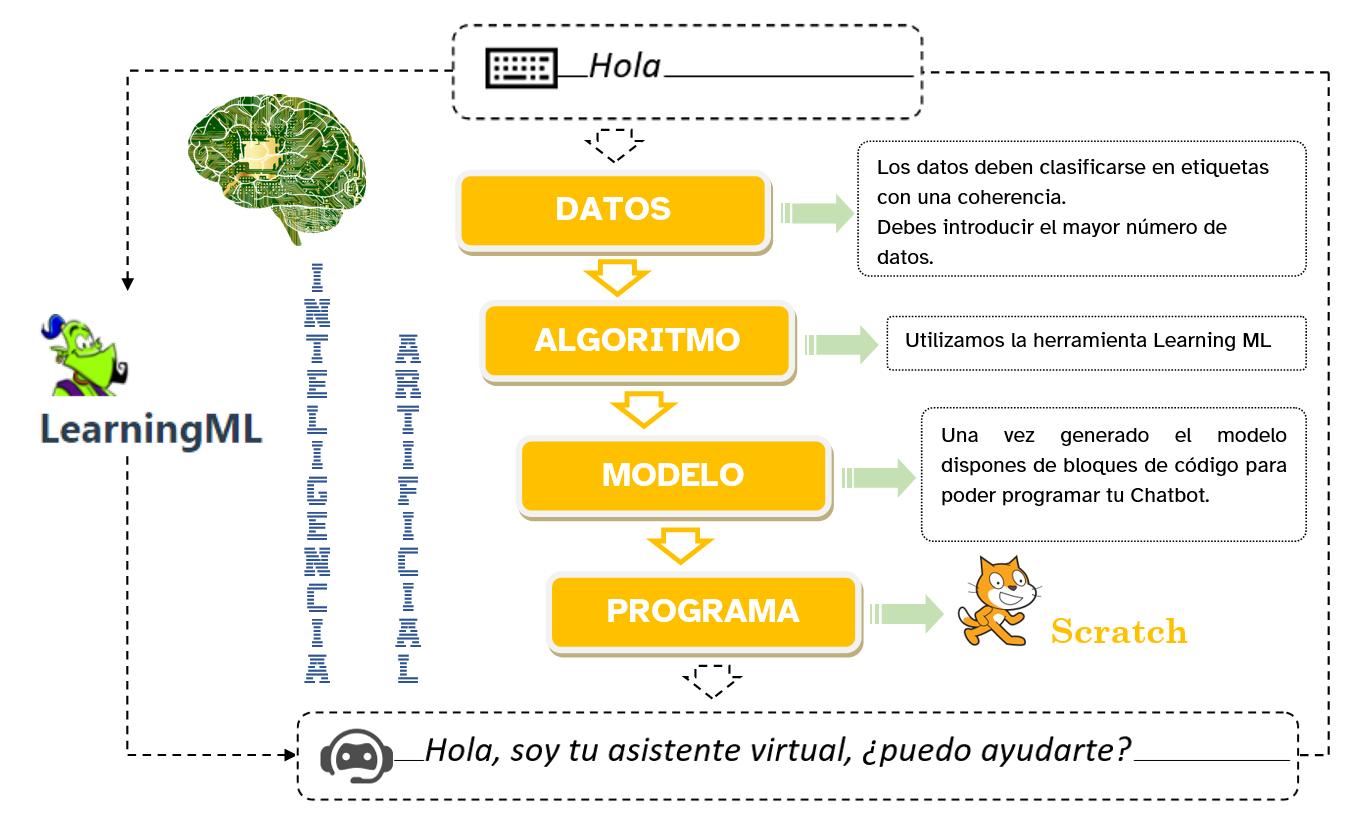 Hola
DATOS
Los datos deben clasificarse en etiquetas
con una coherencia.
Debes introducir el mayor número de
datos.
ALGORITMO
Utilizamos la herramienta Learning ML
LearningML
INTELIGENCIA
ARTIFICIAL
MODELO
Una vez generado el modelo
dispones de bloques de código para
poder programar tu Chatbot.
PROGRAMA
Scratch
Hola, soy tu asistente virtual, ¿puedo ayudarte?